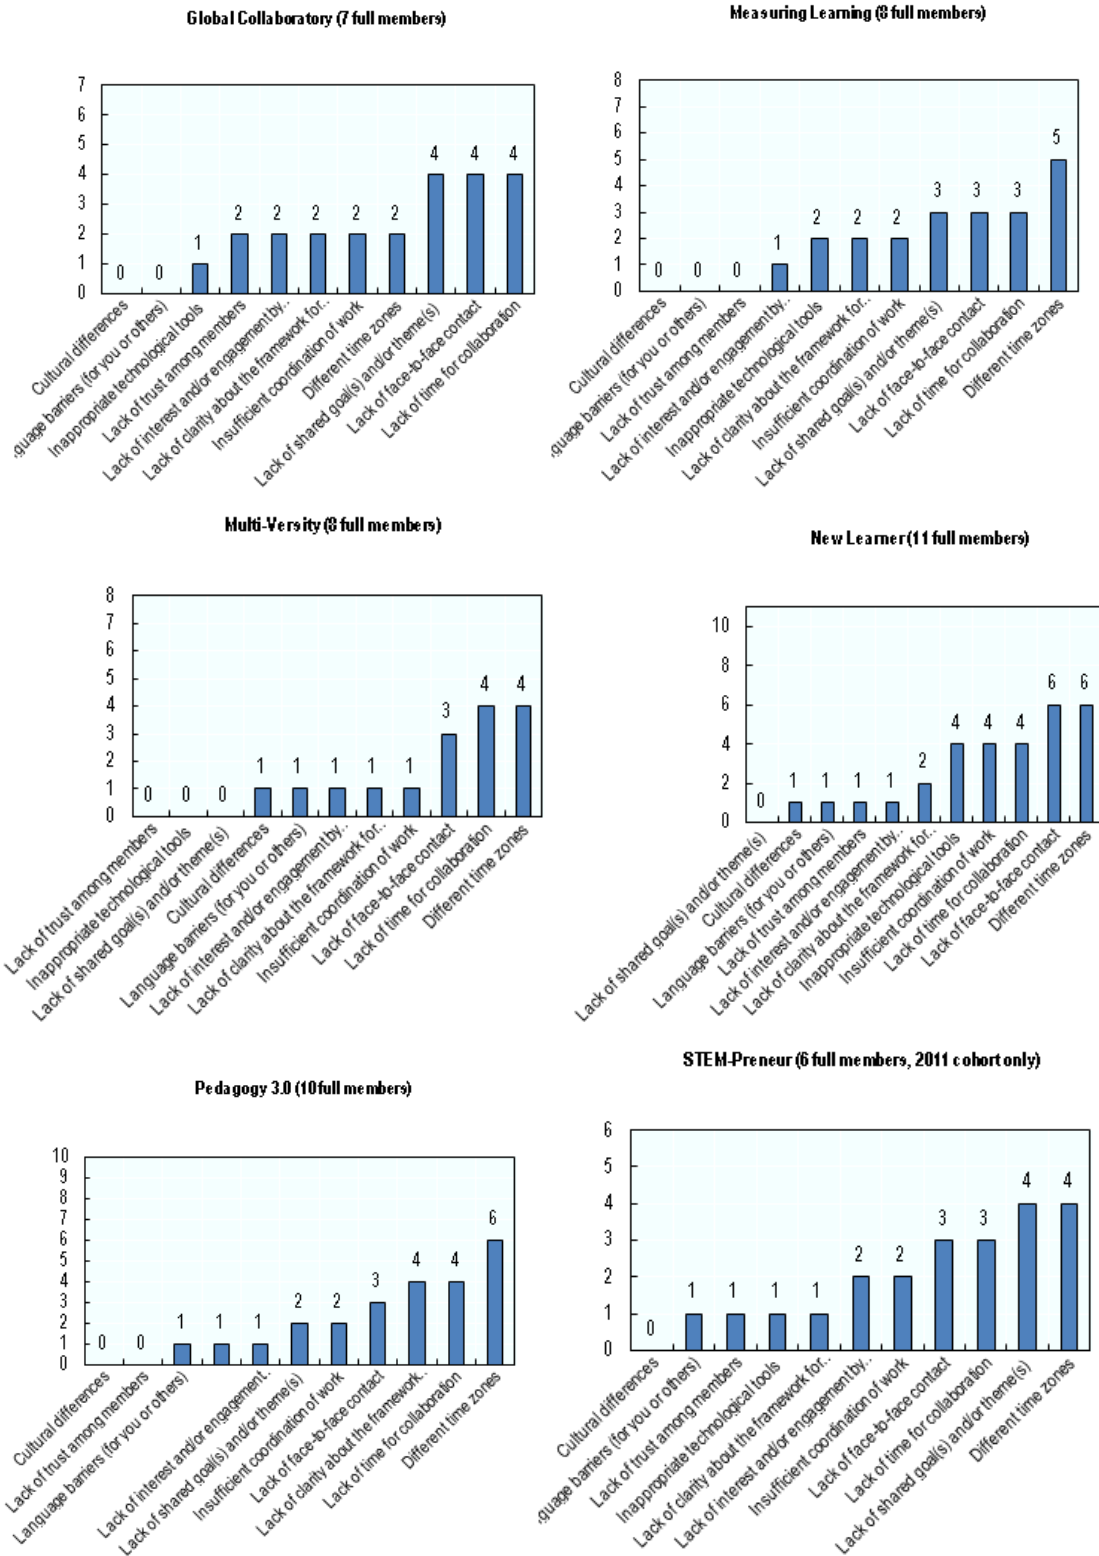 Global Collaboratory (7 full members)
7
6
5
4
3
2
1
0
0 0 1 2 2 2 2 2 4 4 4
Cultural differences
guage barriers (for you or others)
Inappropriate technological tools
Lack of trust among members
Lack of interest and/or engagement by..
Lack of clarity about the framework for..
Insufficient coordination of work
Different time zones
Lack of shared goal(s) and/or theme(s)
Lack of face-to-face contact
Lack of time for collaboration
Measuring Learning (8 full members)
8
7
6
5
4
3
2
1
0
0 0 0 1 2 2 2 3 3 3 5
Cultural differences
guage barriers (for you or others)
Lack of trust among members
Lack of interest and/or engagement by..
Inappropriate technological tools
Lack of clarity about the framework for..
Insufficient coordination of work
Lack of shared goal(s) and/or theme(s)
Lack of face-to-face contact
Lack of time for collaboration
Different time zones
Multi-Versity (8 full members)
8
7
6
5
4
3
2
1
0
0 0 0 1 1 1 1 1 3 4 4
Lack of trust among members
Inappropriate technological tools
Lack of shared goal(s) and/or theme(s)
Cultural differences
Language barriers (for you or others)
Lack of interest and/or engagement by..
Lack of clarity about the framework for..
Insufficient coordination of work
Lack of face-to-face contact
Lack of time for collaboration
Different time zones
New Learner (11 full members)
10
8
6
4
2
0
0 1 1 1 1 2 4 4 4 6 6
Lack of shared goal(s) and/or theme(s)
Cultural differences
Language barriers (for you or others)
Lack of trust among members
Lack of interest and/or engagement by..
Lack of clarity about the framework for..
Inappropriate technological tools
Insufficient coordination of work
Lack of time for collaboration
Lack of face-to-face contact
Different time zones
Pedagogy 3.0 (10 full members)
10
9
8
7
6
5
4
3
2
1
0
0 0 1 1 1 2 2 3 4 4 6
Cultural differences
Lack of trust among members
Language barriers (for you or others)
Lack of interest and/or engagement.
Lack of shared goal(s) and/or theme(s)
Insufficient coordination of work
Lack of face-to-face contact
Lack of clarity about the framework..
Lack of time for collaboration
Different time zones
STEM-Preneur (6 full members, 2011 cohort only)
6
5
4
3
2
1
0
0 1 1 1 1 2 2 3 3 4 4
Cultural differences
guage barriers (for you or others)
Lack of trust among members
Inappropriate technological tools
Lack of clarity about the framework for..
Lack of interest and/or engagement by..
Insufficient coordination of work
Lack of face-to-face contact
Lack of time for collaboration
Lack of shared goal(s) and/or theme(s)
Different time zones